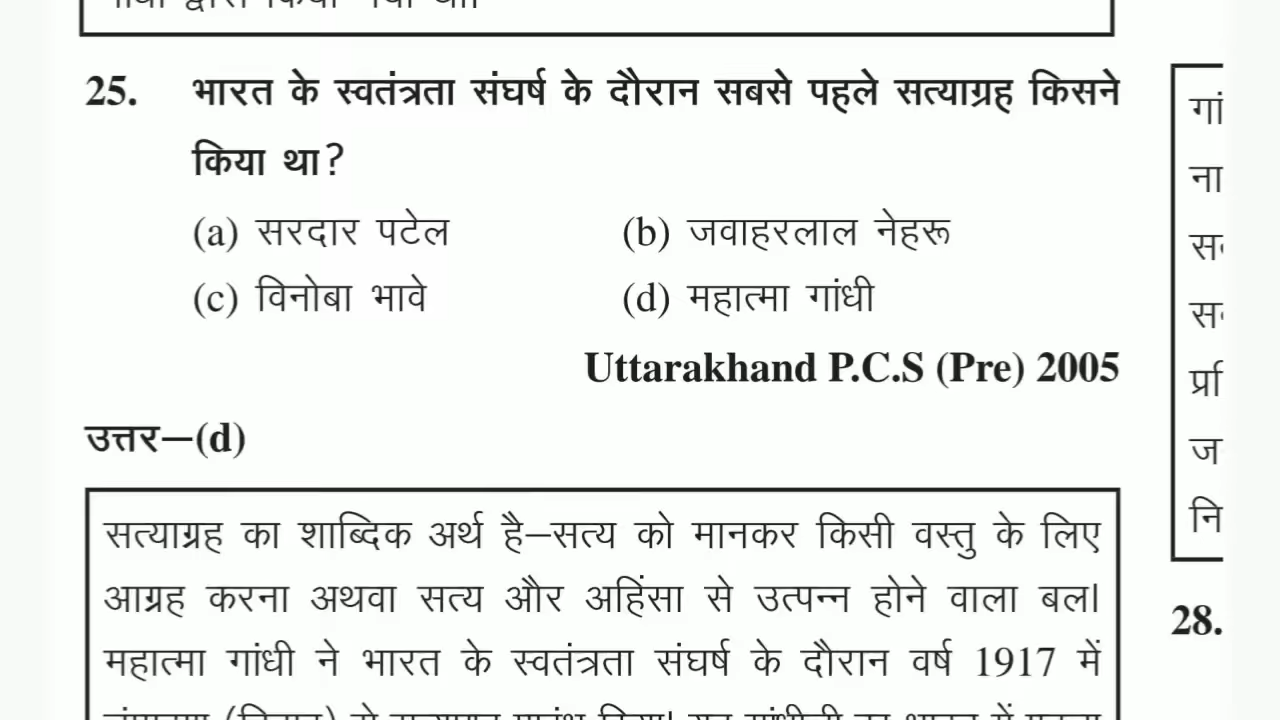 25. भारत के स्वतंत्रता संघर्ष के दौरान सबसे पहले सत्याग्रह किसने
किया था?
(a) सरदार पटेल (b) जवाहरलाल नेहरू
(c) विनोबा भावे (d) महात्मा गांधी
Uttarakhand P.C.S (Pre) 2005
उत्तर—(d)
सत्याग्रह का शाब्दिक अर्थ है—सत्य को मानकर किसी वस्तु के लिए
आग्रह करना अथवा सत्य और अहिंसा से उत्पन्न होने वाला बल।
महात्मा गांधी ने भारत के स्वतंत्रता संघर्ष के दौरान वर्ष 1917 में
गां
ना
प्रि
ज
नि
28.